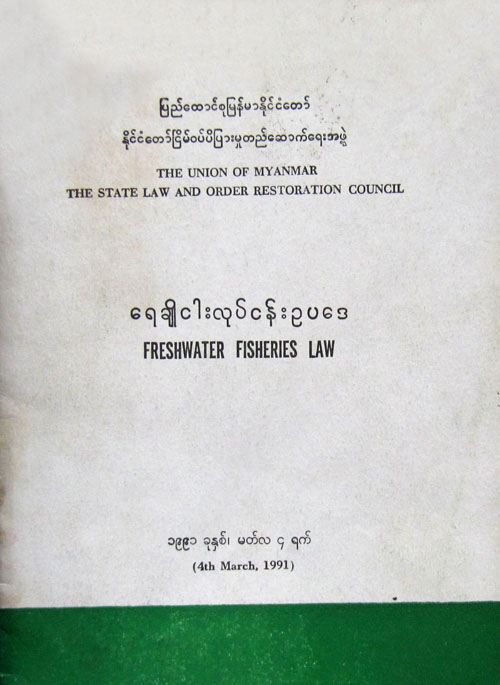 ပြည်ထောင်စုမြန်မာနိုင်ငံတော်
နိုင်ငံတော်ငြိမ်ဝပ်ပိပြားမှုတည်ဆောက်ရေးအဖွဲ့
THE UNION OF MYANMAR
THE STATE LAW AND ORDER RESTORATION COUNCIL
ရေချိုငါးလုပ်ငန်းဥပဒေ
FRESHWATER FISHERIES LAW
၁၉၉၁ ခုနှစ်၊ မတ်လ ၄ ရက်
(4th March, 1991)